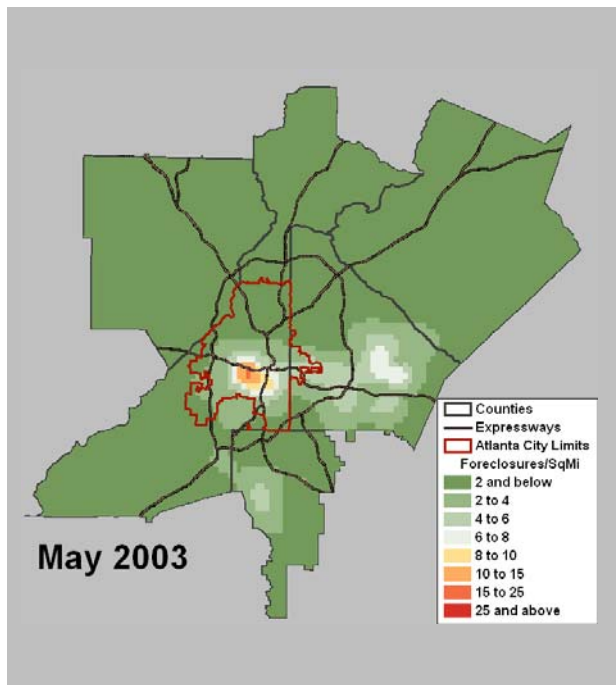 Counties
Expressways
Atlanta City Limits
Foreclosures/SqMi
2 and below
2 to 4
4 to 6
6 to 8
8 to 10
10 to 15
15 to 25
25 and above
May 2003